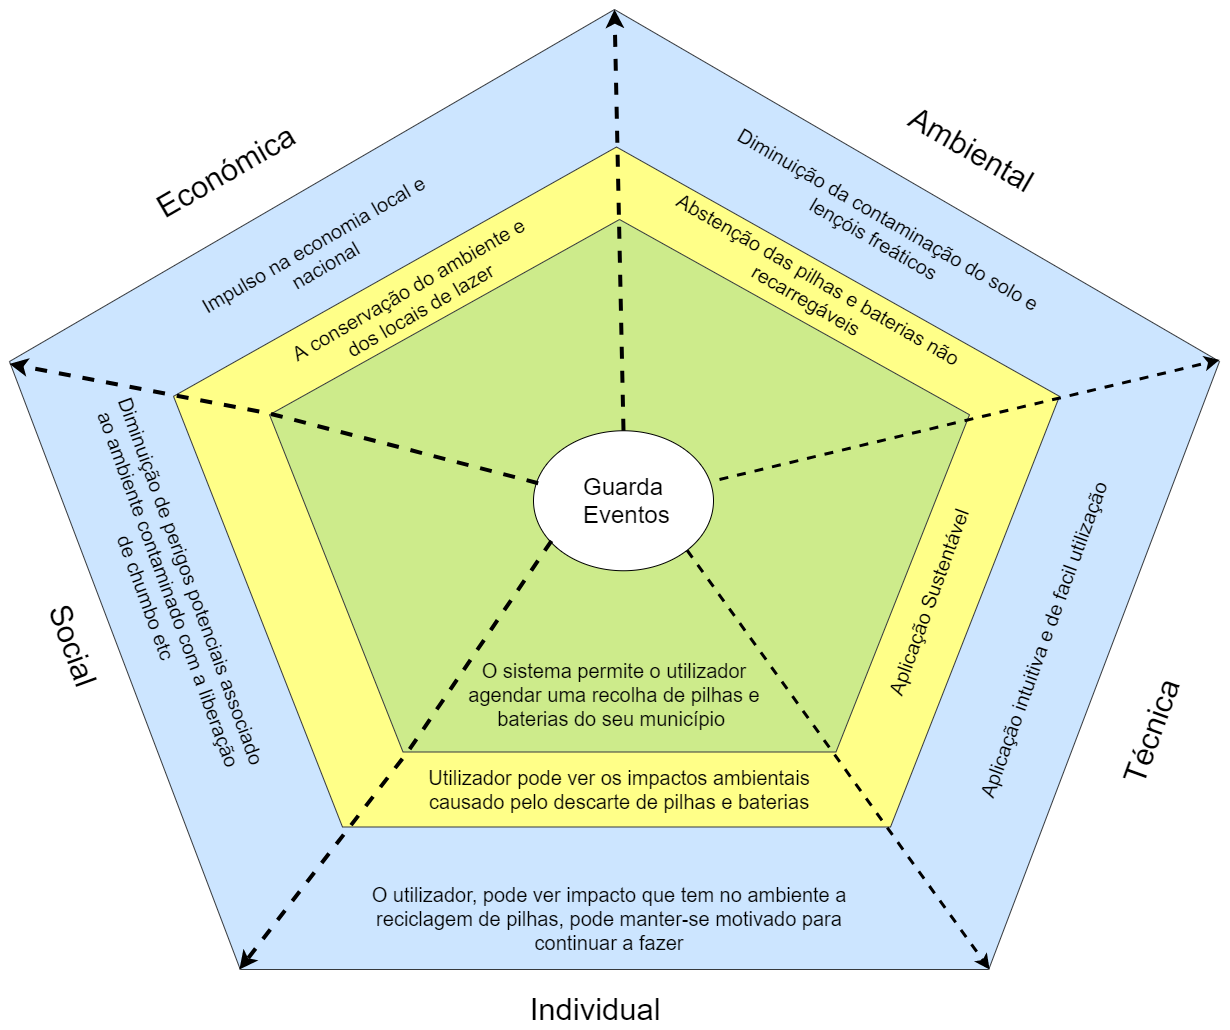 Económica
Ambiental
Impulso na economia local e
nacional
A conservação do ambiente e
dos locais de lazer
Diminuição da contaminação do solo e
lençóis freáticos
Abstenção das pilhas e baterias não
recarregáveis
Guarda
Eventos
Social
Diminuição de perigos potenciais associado
ao ambiente contaminado com a liberação
de chumbo etc
Aplicação Sustentável
Aplicação intuitiva e de facil utilização
Técnica
O sistema permite o utilizador
agendar uma recolha de pilhas e
baterias do seu município
Utilizador pode ver os impactos ambientais
causado pelo descarte de pilhas e baterias
O utilizador, pode ver impacto que tem no ambiente a
reciclagem de pilhas, pode manter-se motivado para
continuar a fazer
Individual